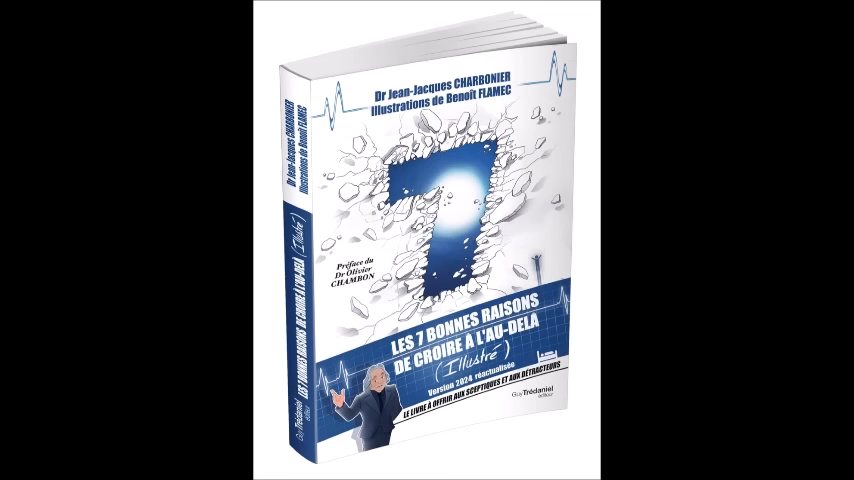 Dr Jean-Jacques CHARBONIER
Illustrations de Benoît FLAMEC
7
Préface du
Dr Olivier
CHAMBON
LES 7 BONNES RAISONS
DE CROIRE À L'AU-DELÀ
(Illustré)
Version 2024 réactualisée
LE LIVRE À OFFRIR AUX SCEPTIQUES ET AUX DÉTRACTEURS
GuyTrédaniel
éditeur
Dr Jean-Jacques CHARBONIER
Illustrations de Benoît FLAMEC
LES 7 BONNES RAISONS DE CROIRE À L'AU-DELÀ (Illustré)
GuyTrédaniel
éditeur